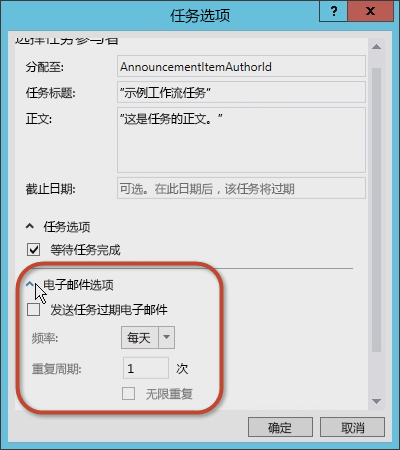 任务选项
?
选择任务参与者
分配至: AnnouncementItemAuthorId
任务标题: "示例工作流任务"
正文: "这是任务的正文。"
截止日期: 可选。在此日期后，该任务将过期
任务选项
等待任务完成
电子邮件选项
发送任务过期电子邮件
频率: 每天
重复周期: 1 次
无限重复
确定 取消